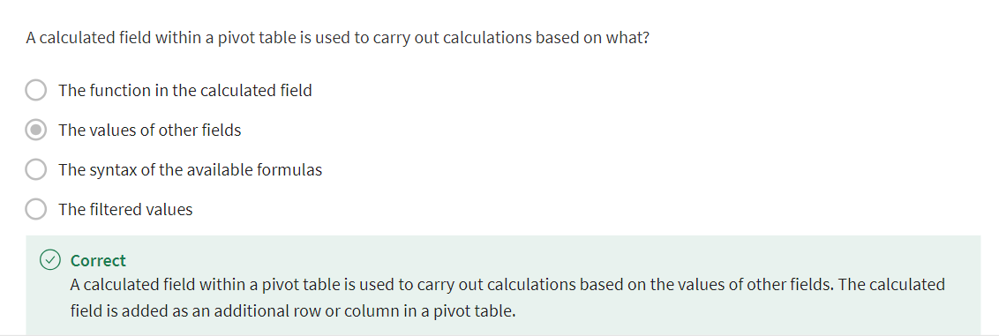 A calculated field within a pivot table is used to carry out calculations based on what?
The function in the calculated field
The values of other fields
The syntax of the available formulas
The filtered values
Correct
A calculated field within a pivot table is used to carry out calculations based on the values of other fields. The calculated
field is added as an additional row or column in a pivot table.